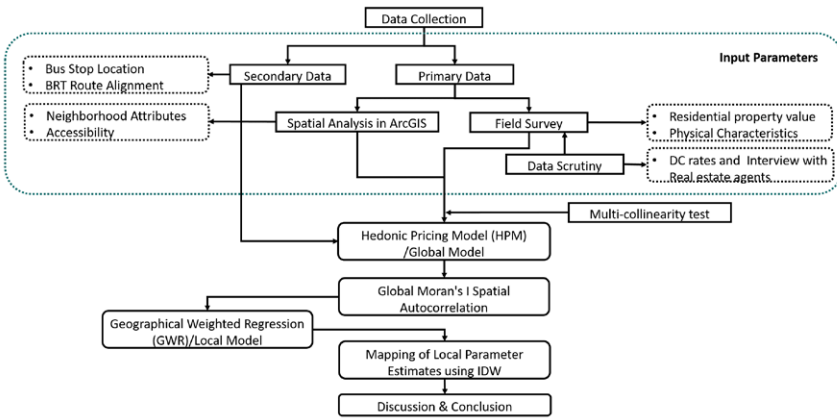 Data Collection
Input Parameters
• Bus Stop Location
• BRT Route Alignment
Secondary Data
Primary Data
• Neighborhood Attributes
• Accessibility
Spatial Analysis in ArcGIS
Field Survey
• Residential property value
• Physical Characteristics
Data Scrutiny
• DC rates and Interview with
Real estate agents
Multi-collinearity test
Hedonic Pricing Model (HPM)
/Global Model
Global Moran's I Spatial
Autocorrelation
Geographical Weighted Regression
(GWR)/Local Model
Mapping of Local Parameter
Estimates using IDW
Discussion & Conclusion